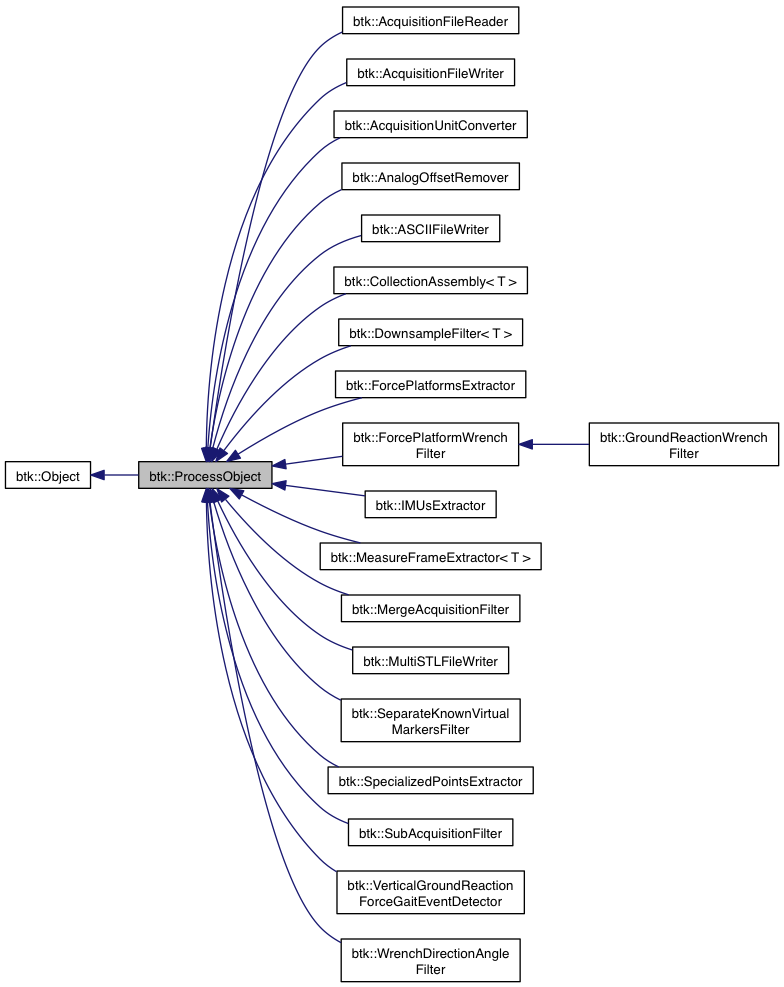 btk::AcquisitionFileReader
btk::AcquisitionFileWriter
btk::AcquisitionUnitConverter
btk::AnalogOffsetRemover
btk::ASCIIFileWriter
btk::CollectionAssembly< T >
btk::DownsampleFilter< T >
btk::ForcePlatformsExtractor
btk::ForcePlatformWrench
Filter
btk::GroundReactionWrench
Filter
btk::Object
btk::ProcessObject
btk::IMUsExtractor
btk::MeasureFrameExtractor< T >
btk::MergeAcquisitionFilter
btk::MultiSTLFileWriter
btk::SeparateKnownVirtual
MarkersFilter
btk::SpecializedPointsExtractor
btk::SubAcquisitionFilter
btk::VerticalGroundReaction
ForceGaitEventDetector
btk::WrenchDirectionAngle
Filter